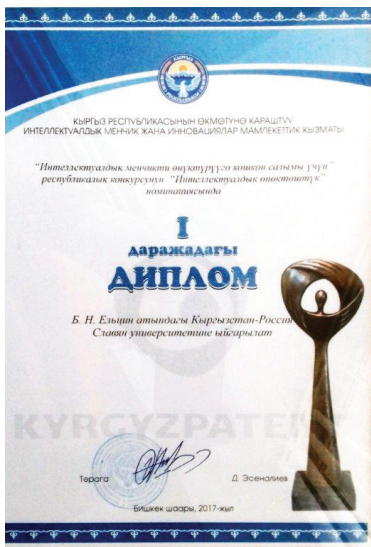 КЫРГЫЗ РЕСПУБЛИКАСЫНЫН ӨКМӨТҮНӨ КАРАШТУУ
ИНТЕЛЛЕКТУАЛДЫК МЕНЧИК ЖАНА ИННОВАЦИЯЛАР МАМЛЕКЕТТИК КЫЗМАТЫ
"Интеллектуалдык менчикти өнүктүрүүгө кошкон салымы үчүн"
республикалык конкурсунун "Интеллектуалдык өнөктөштүк"
номинациясында
I
даражадагы
ДИПЛОМ
Б. Н. Ельцин атындагы Кыргызстан-Россия
Славян университетине ыйгарылат
KYRGYZPATENT
Төрага Д. Эсеналиев
Бишкек шаары, 2017-жыл